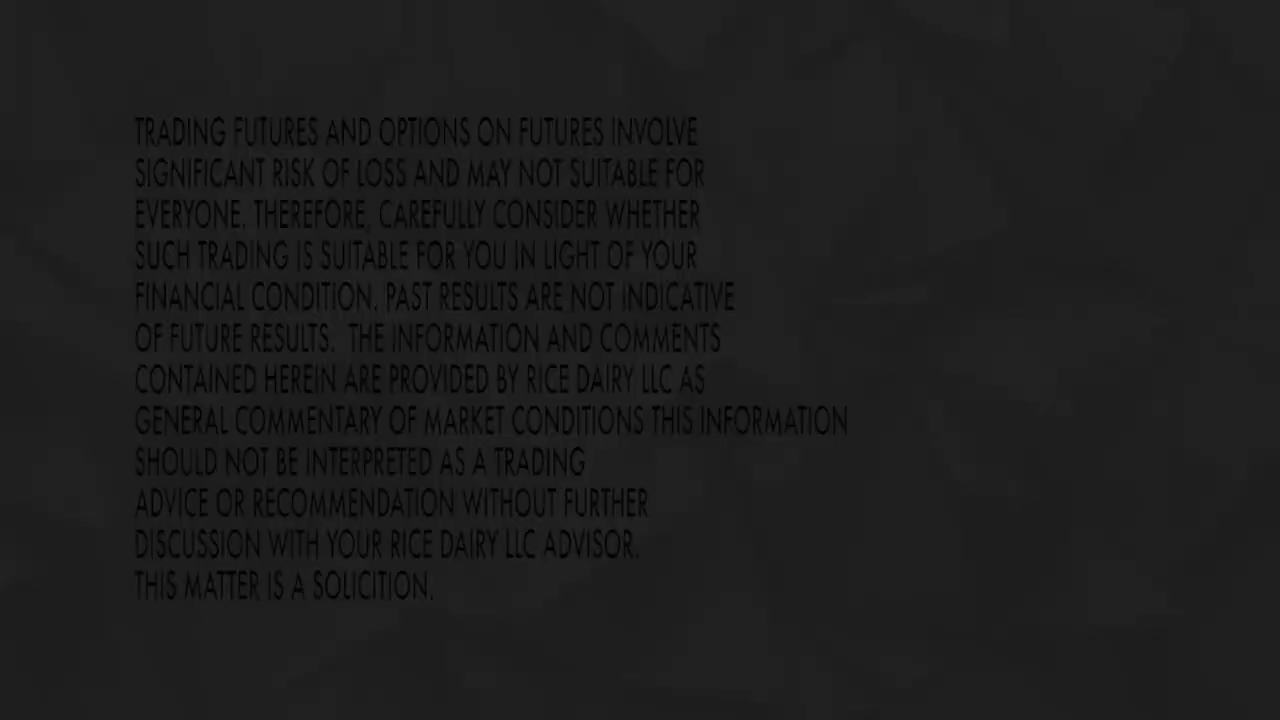 TRADING FUTURES AND OPTIONS ON FUTURES INVOLVE
SIGNIFICANT RISK OF LOSS AND MAY NOT SUITABLE FOR
EVERYONE. THEREFORE, CAREFULLY CONSIDER WHETHER
SUCH TRADING IS SUITABLE FOR YOU IN LIGHT OF YOUR
FINANCIAL CONDITION. PAST RESULTS ARE NOT INDICATIVE
OF FUTURE RESULTS.  THE INFORMATION AND COMMENTS
CONTAINED HEREIN ARE PROVIDED BY RICE DAIRY LLC AS
GENERAL COMMENTARY OF MARKET CONDITIONS THIS INFORMATION
SHOULD NOT BE INTERPRETED AS A TRADING
ADVICE OR RECOMMENDATION WITHOUT FURTHER
DISCUSSION WITH YOUR RICE DAIRY LLC ADVISOR.
THIS MATTER IS A SOLICITION.